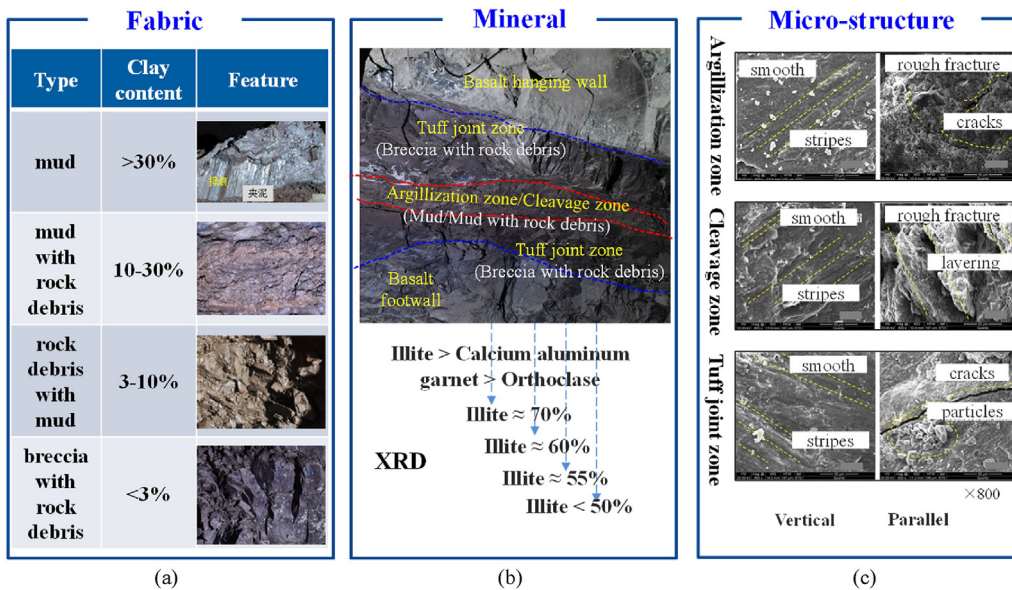 Fabric
Type
Clay
content
Feature
mud
>30%
夹泥
mud
with
rock
debris
10-30%
rock
debris
with
mud
3-10%
breccia
with
rock
debris
<3%
(a)
Mineral
Basalt hanging wall
Tuff joint zone
(Breccia with rock debris)
Argillization zone/Cleavage zone
(Mud/Mud with rock debris)
Tuff joint zone
(Breccia with rock debris)
Basalt
footwall
Illite > Calcium aluminum
garnet > Orthoclase
Illite ≈ 70%
Illite ≈ 60%
XRD
Illite ≈ 55%
Illite < 50%
(b)
Micro-structure
Argillization zone
smooth
stripes
rough fracture
cracks
Cleavage zone
smooth
stripes
rough fracture
lavering
Tuff joint zone
smooth
stripes
cracks
particles
×800
Vertical
Parallel
(c)